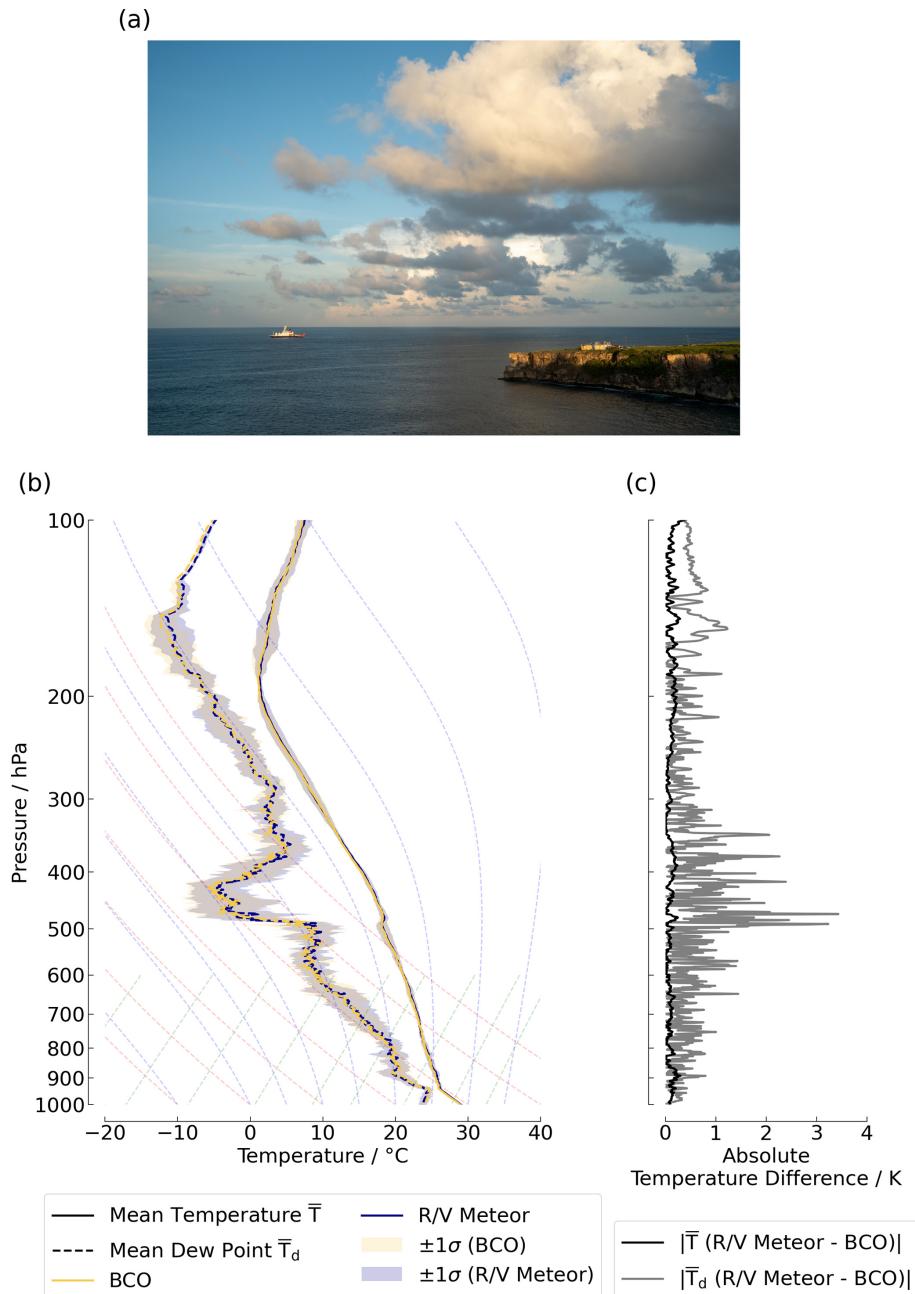 (a)
(b)
(c)
100
200
300
400
500
600
700
800
900
1000
Pressure / hPa
−20 −10 0 10 20 30 40
Temperature / °C
0 1 2 3 4
Absolute
Temperature Difference / K
Mean Temperature T̅
Mean Dew Point T̅d
BCO
R/V Meteor
±1σ (BCO)
±1σ (R/V Meteor)
|T̅ (R/V Meteor - BCO)|
|T̅d (R/V Meteor - BCO)|